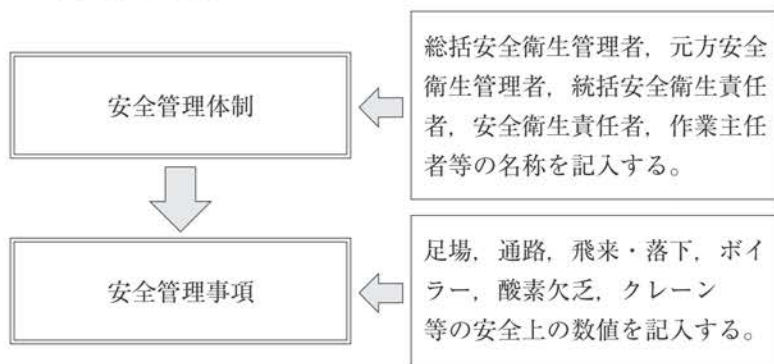 安全管理体制
総括安全衛生管理者，元方安全
衛生管理者，統括安全衛生責任
者，安全衛生責任者，作業主任
者等の名称を記入する。
安全管理事項
足場，通路，飛来・落下，ボイ
ラー，酸素欠乏，クレーン
等の安全上の数値を記入する。